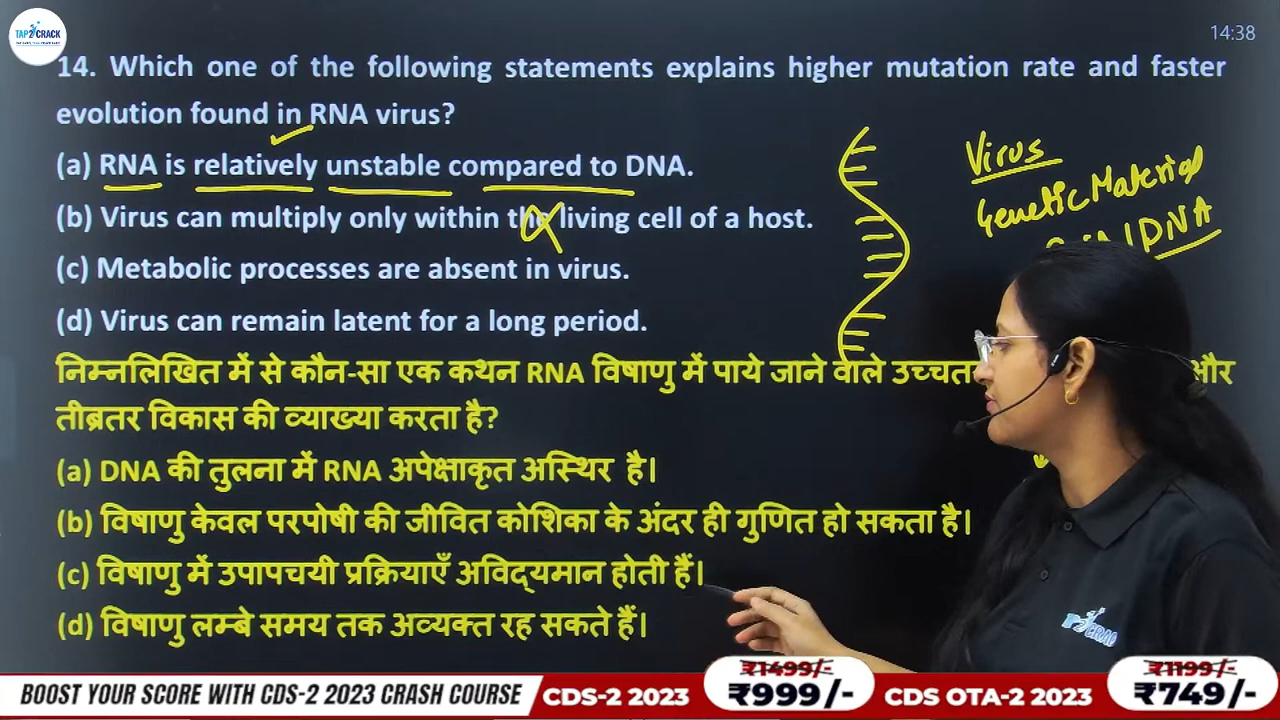 TAP2CRACK
14:38
14. Which one of the following statements explains higher mutation rate and faster
evolution found in RNA virus?
(a) RNA is relatively unstable compared to DNA.
(b) Virus can multiply only within the living cell of a host.
(c) Metabolic processes are absent in virus.
(d) Virus can remain latent for a long period.
Virus
Genetic Material
DNA
निम्नलिखित में से कौन-सा एक कथन RNA विषाणु में पाये जाने वाले उच्चत और
तीब्रतर विकास की व्याख्या करता है?
(a) DNA की तुलना में RNA अपेक्षाकृत अस्थिर है।
(b) विषाणु केवल परपोषी की जीवित कोशिका के अंदर ही गुणित हो सकता है।
(c) विषाणु में उपापचयी प्रक्रियाएँ अविद्यमान होती हैं।
(d) विषाणु लम्बे समय तक अव्यक्त रह सकते हैं।
BOOST YOUR SCORE WITH CDS-2 2023 CRASH COURSE
CDS-2 2023
₹1499/-
₹999/-
CDS OTA-2 2023
₹1199/-
₹749/-